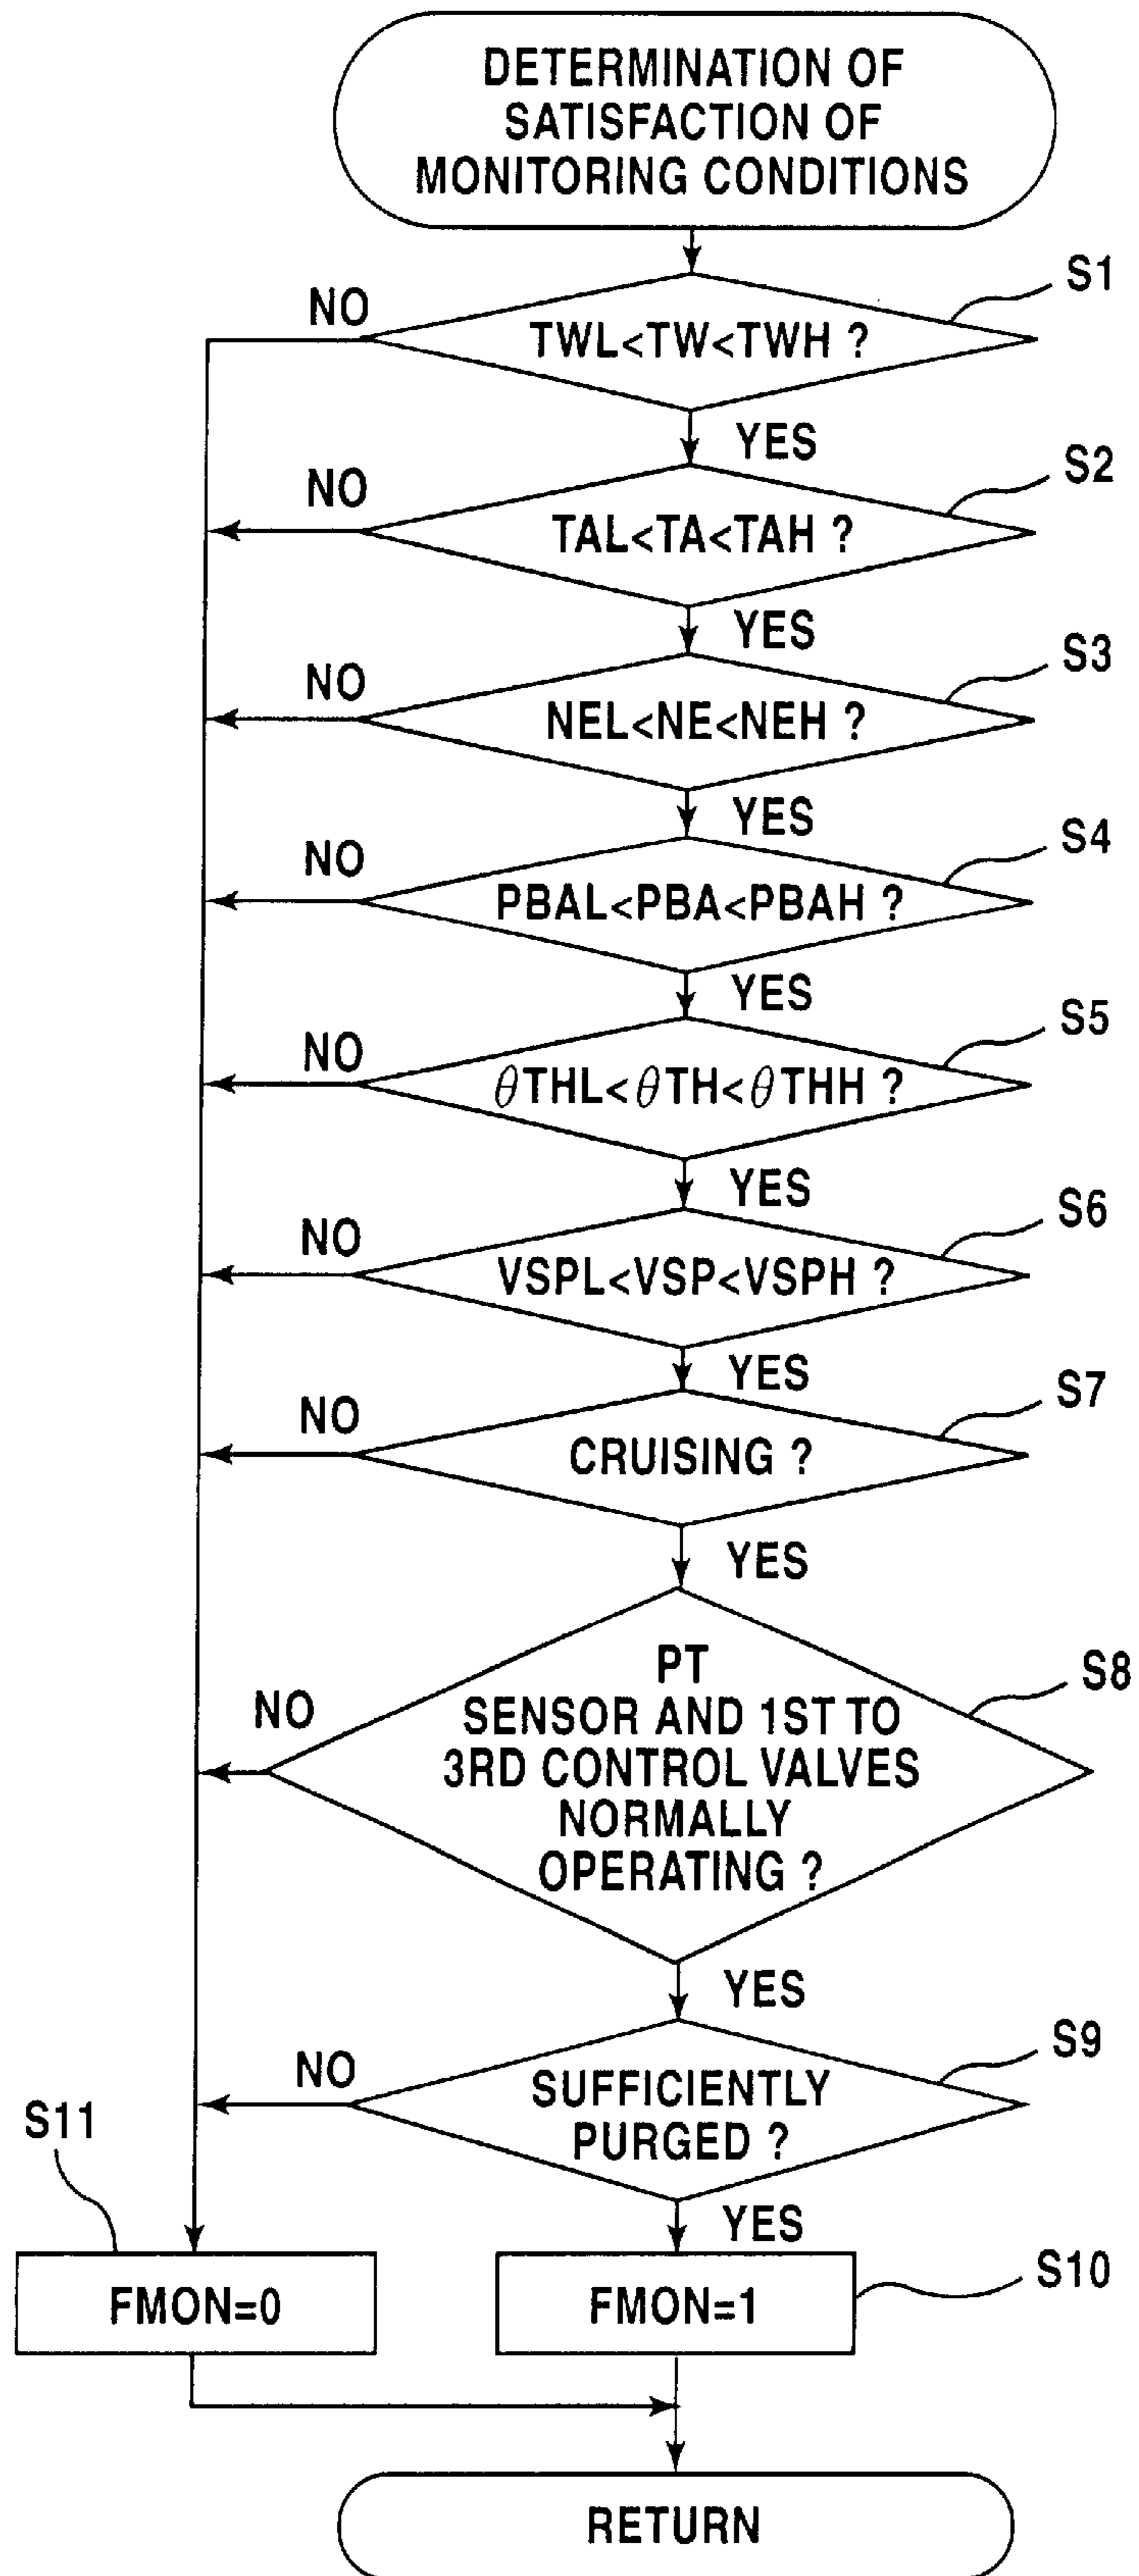 DETERMINATION OF
SATISFACTION OF
MONITORING CONDITIONS
S1
NO
TWL<TW<TWH ?
YES
S2
NO
TAL<TA<TAH ?
YES
S3
NO
NEL<NE<NEH ?
YES
S4
NO
PBAL<PBA<PBAH ?
YES
S5
NO
θTHL<θTH<θTHH ?
YES
S6
NO
VSPL<VSP<VSPH ?
YES
S7
NO
CRUISING ?
YES
S8
NO
PT
SENSOR AND 1ST TO
3RD CONTROL VALVES
NORMALLY
OPERATING ?
YES
S9
NO
SUFFICIENTLY
PURGED ?
S11
YES
S10
FMON=0
FMON=1
RETURN